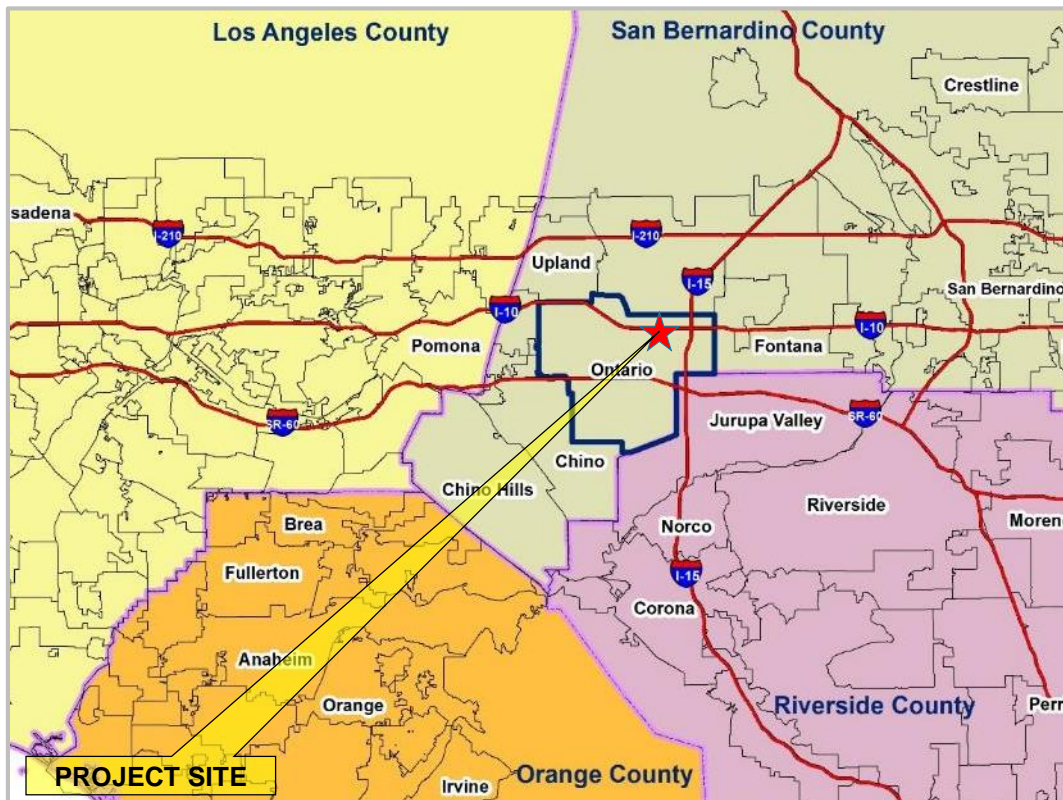 Los Angeles County
San Bernardino County
Crestline
sadena
I-210
I-210
Upland
I-15
San Bernardino
I-10
I-10
Pomona
Fontana
Ontario
SR-60
SR-60
Jurupa Valley
Chino
Chino Hills
Riverside
Moren
Brea
Norco
Fullerton
I-15
Corona
Anaheim
Orange
Riverside County
Perr
PROJECT SITE
Orange County
Irvine